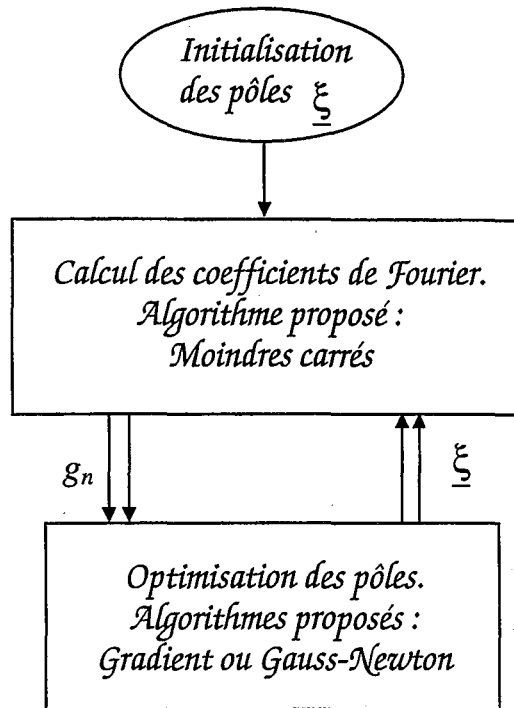 Initialisation
des pôles ξ
Calcul des coefficients de Fourier.
Algorithme proposé :
Moindres carrés
gn
ξ
Optimisation des pôles.
Algorithmes proposés :
Gradient ou Gauss-Newton